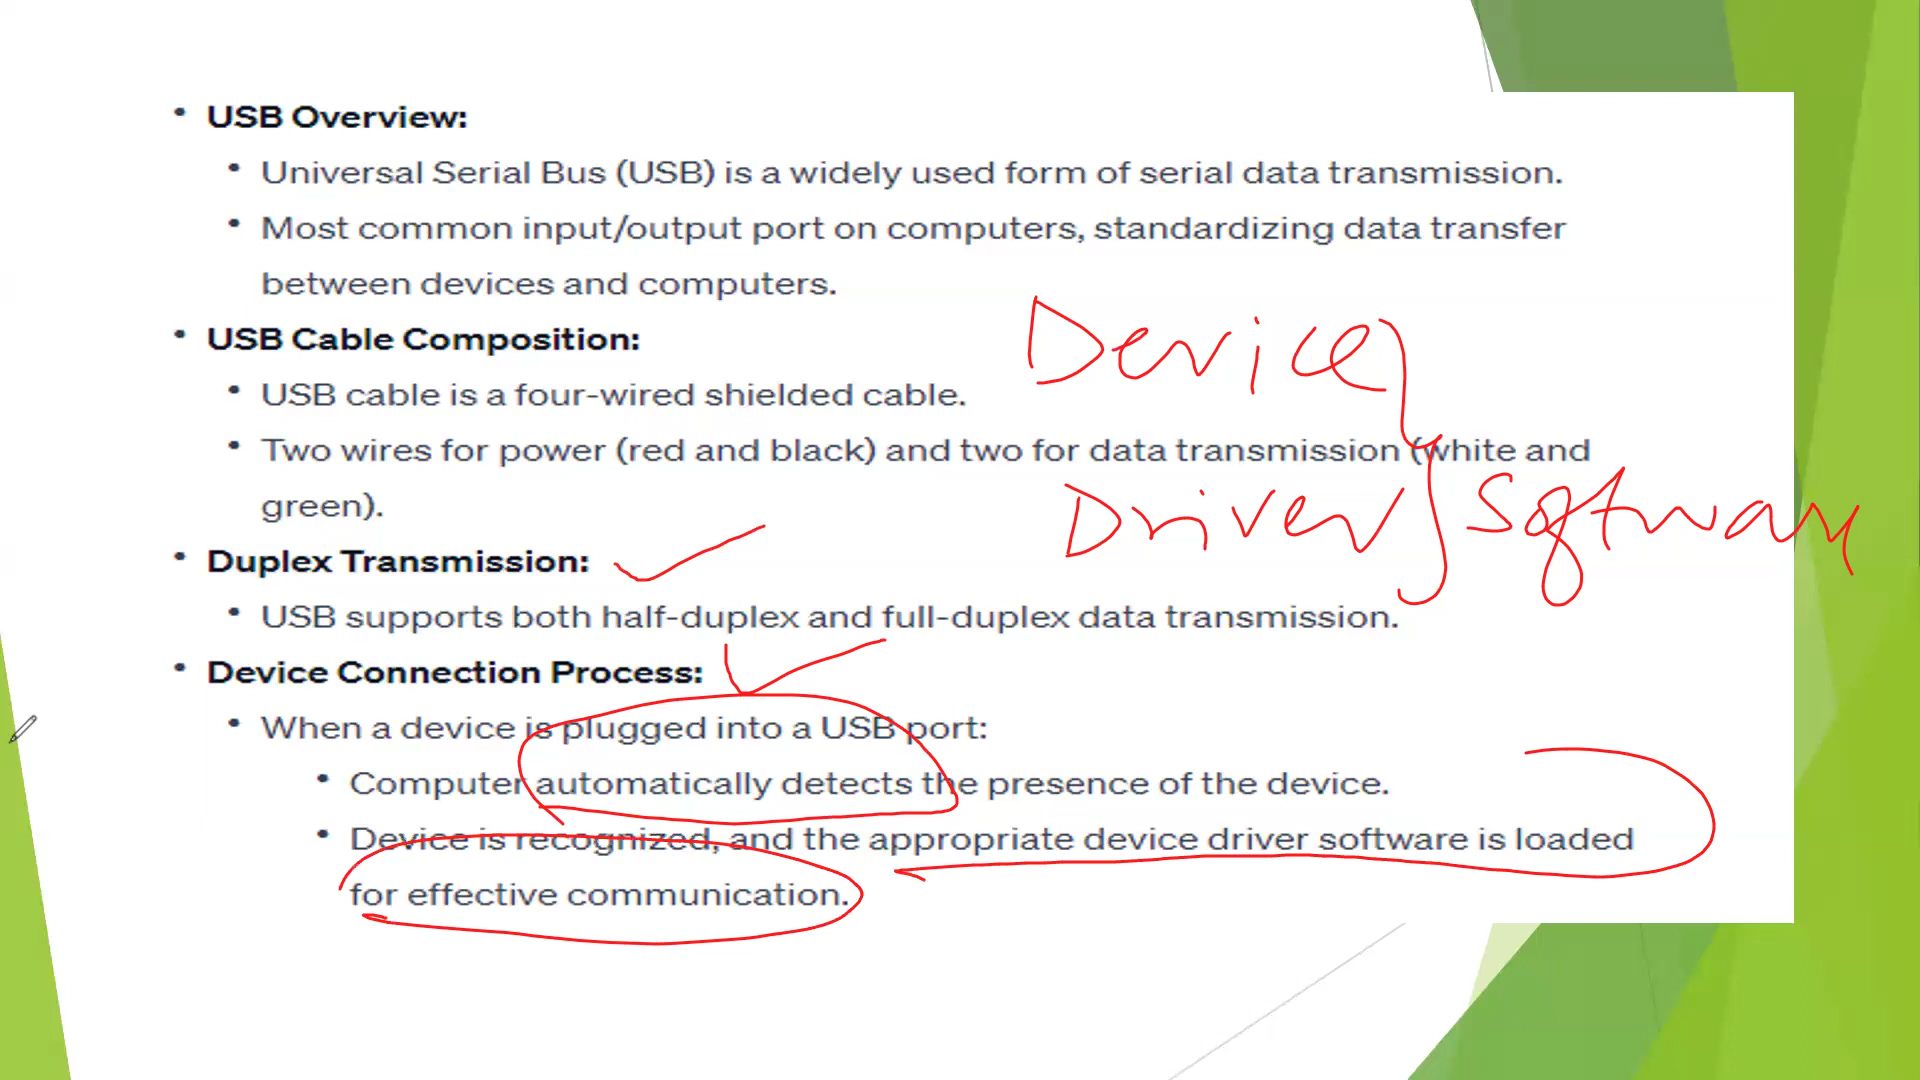 • USB Overview:
• Universal Serial Bus (USB) is a widely used form of serial data transmission.
• Most common input/output port on computers, standardizing data transfer
between devices and computers.
• USB Cable Composition:
Device
• USB cable is a four-wired shielded cable.
• Two wires for power (red and black) and two for data transmission (white and
green).
Driver } Software
• Duplex Transmission:
• USB supports both half-duplex and full-duplex data transmission.
• Device Connection Process:
• When a device is plugged into a USB port:
• Computer automatically detects the presence of the device.
• Device is recognized, and the appropriate device driver software is loaded
for effective communication.